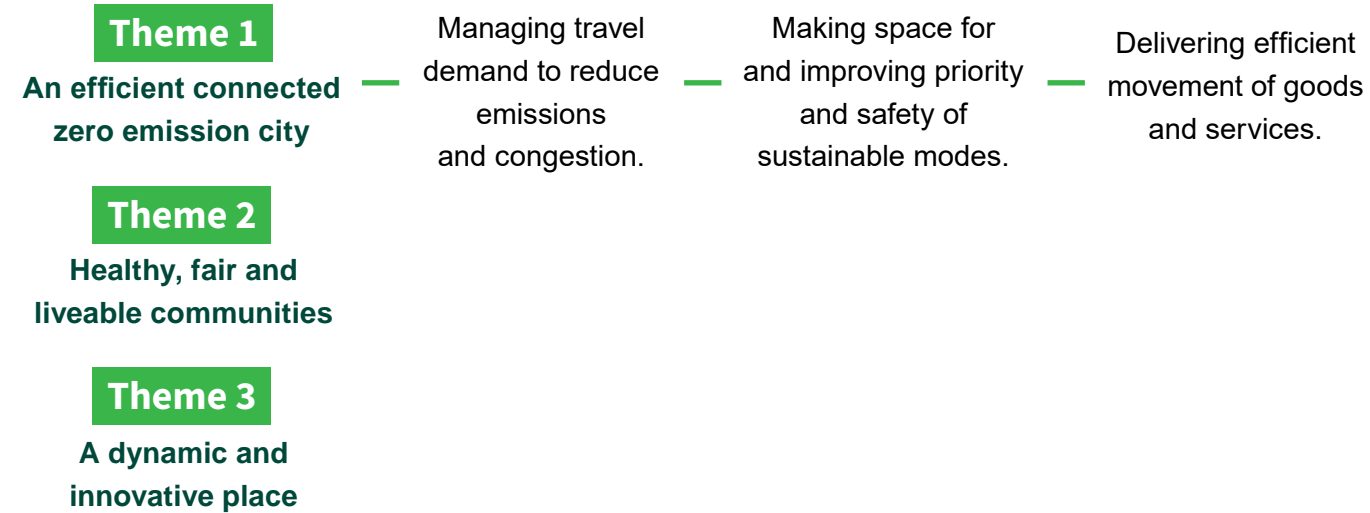 Theme 1
An efficient connected
zero emission city
Managing travel
demand to reduce
emissions
and congestion.
Making space for
and improving priority
and safety of
sustainable modes.
Delivering efficient
movement of goods
and services.
Theme 2
Healthy, fair and
liveable communities
Theme 3
A dynamic and
innovative place